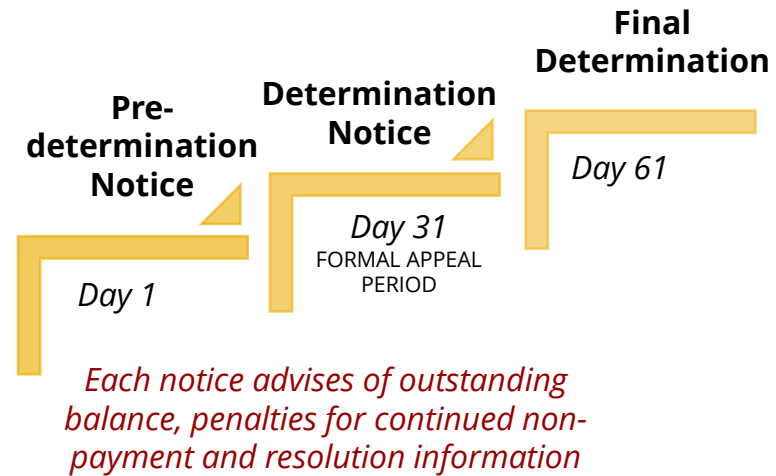 Pre-
determination
Notice
Day 1
Determination
Notice
Day 31
FORMAL APPEAL
PERIOD
Final
Determination
Day 61
Each notice advises of outstanding
balance, penalties for continued non-
payment and resolution information